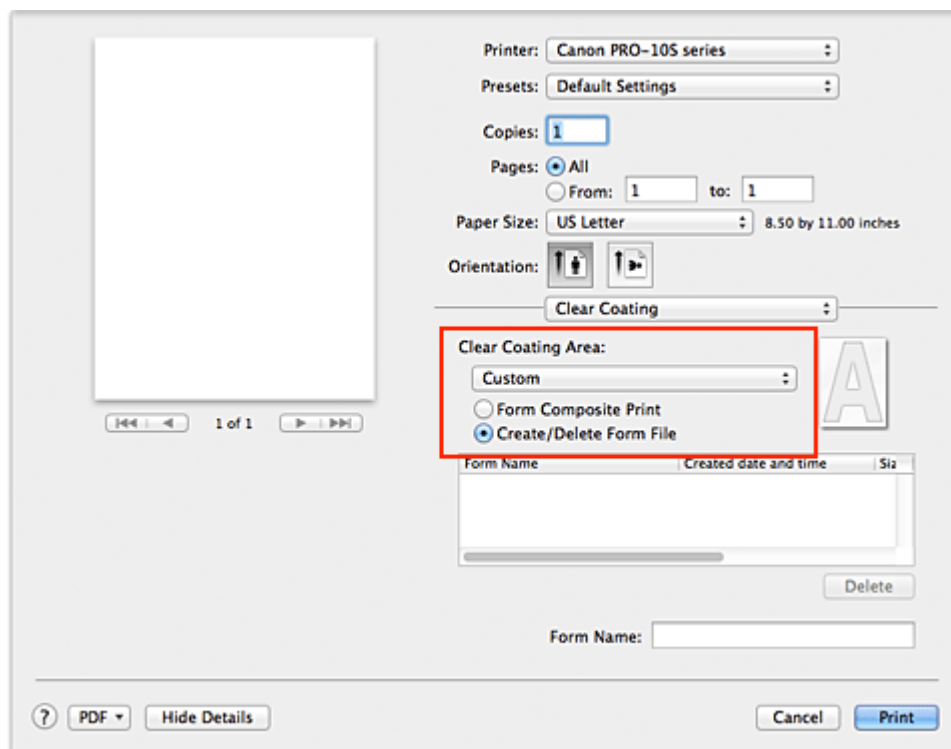 Printer: Canon PRO-10S series
Presets: Default Settings
Copies: 1
Pages: All
From: 1 to: 1
Paper Size: US Letter 8.50 by 11.00 inches
Orientation:
Clear Coating
Clear Coating Area:
Custom
Form Composite Print
Create/Delete Form File
1 of 1
Form Name Created date and time Siz
Delete
Form Name:
? PDF Hide Details Cancel Print
A